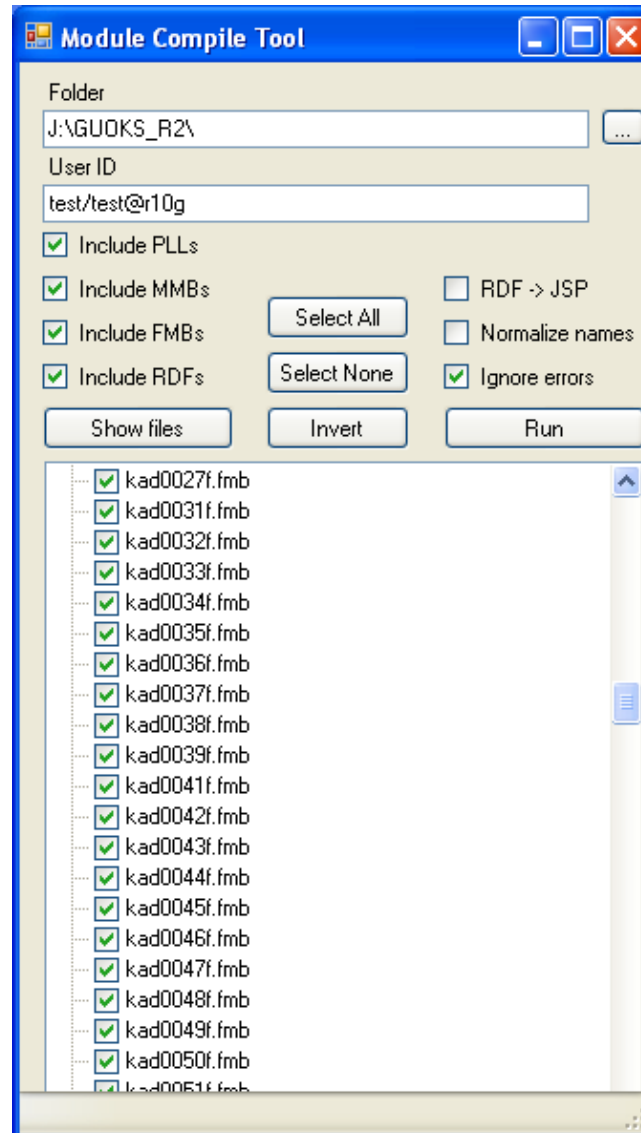 Module Compile Tool
Folder
J:\GUOKS_R2\
...
User ID
test/test@r10g
Include PLLs
Include MMBs
Select All
RDF -> JSP
Include FMBs
Normalize names
Include RDFs
Select None
Ignore errors
Show files
Invert
Run
kad0027f.fmb
kad0031f.fmb
kad0032f.fmb
kad0033f.fmb
kad0034f.fmb
kad0035f.fmb
kad0036f.fmb
kad0037f.fmb
kad0038f.fmb
kad0039f.fmb
kad0041f.fmb
kad0042f.fmb
kad0043f.fmb
kad0044f.fmb
kad0045f.fmb
kad0046f.fmb
kad0047f.fmb
kad0048f.fmb
kad0049f.fmb
kad0050f.fmb
kad0051f.fmb